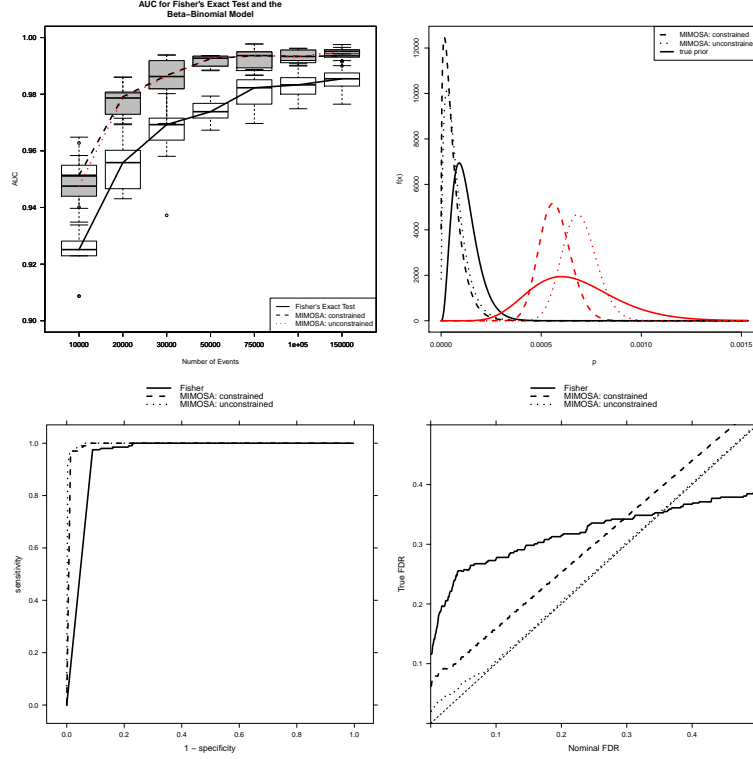 AUC for Fisher's Exact Test and the
Beta−Binomial Model
AUC
0.99
0.98
0.96
0.94
0.92
0.90
10000
20000
30000
50000
75000
1e+05
150000
Number of Events
Fisher's Exact Test
MIMOSA: constrained
MIMOSA: unconstrained
f(x)
0
2000
4000
6000
8000
10000
12000
0.0000
0.0005
0.0010
0.0015
p
MIMOSA: constrained
MIMOSA: unconstrained
true prior
Fisher
MIMOSA: constrained
MIMOSA: unconstrained
sensitivity
1.0
0.8
0.6
0.4
0.2
0.0
0.0
0.2
0.4
0.6
0.8
1.0
1 − specificity
Fisher
MIMOSA: constrained
MIMOSA: unconstrained
True FDR
0.4
0.3
0.2
0.1
0.1
0.2
0.3
0.4
Nominal FDR